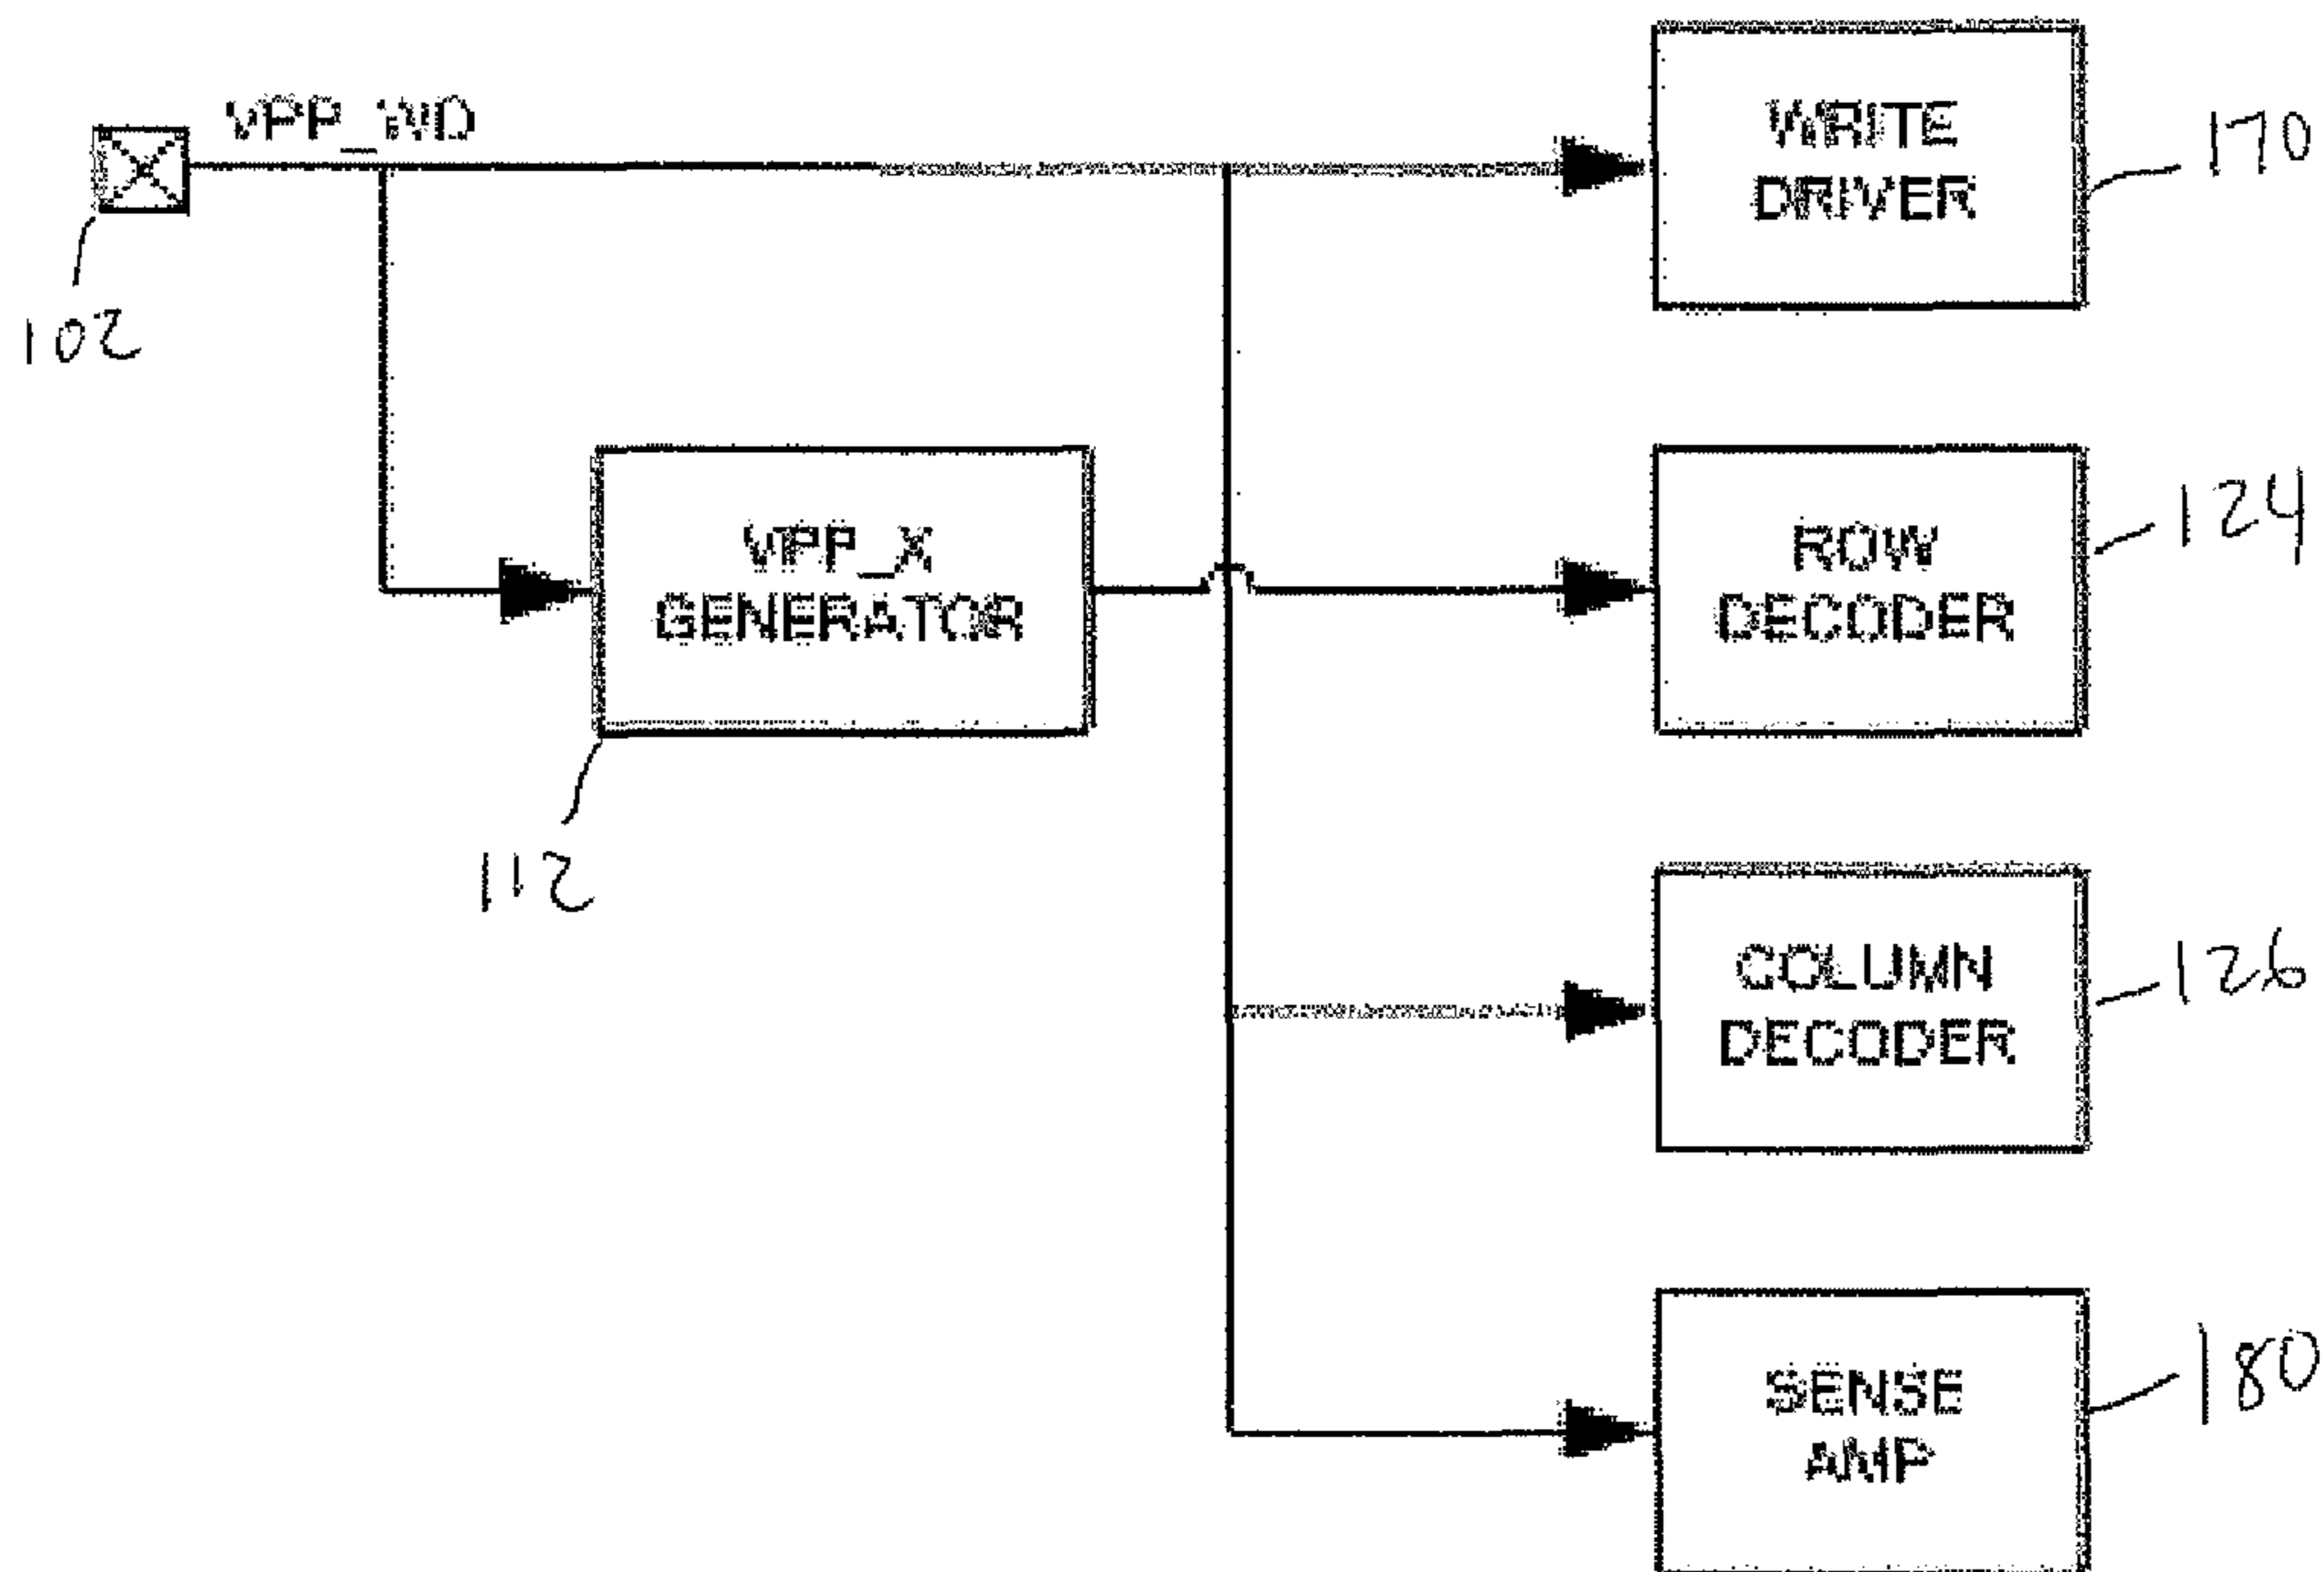 VPP_WD
102
WRITE
DRIVER
170
VPP_X
GENERATOR
112
ROW
DECODER
124
COLUMN
DECODER
126
SENSE
AMP
180